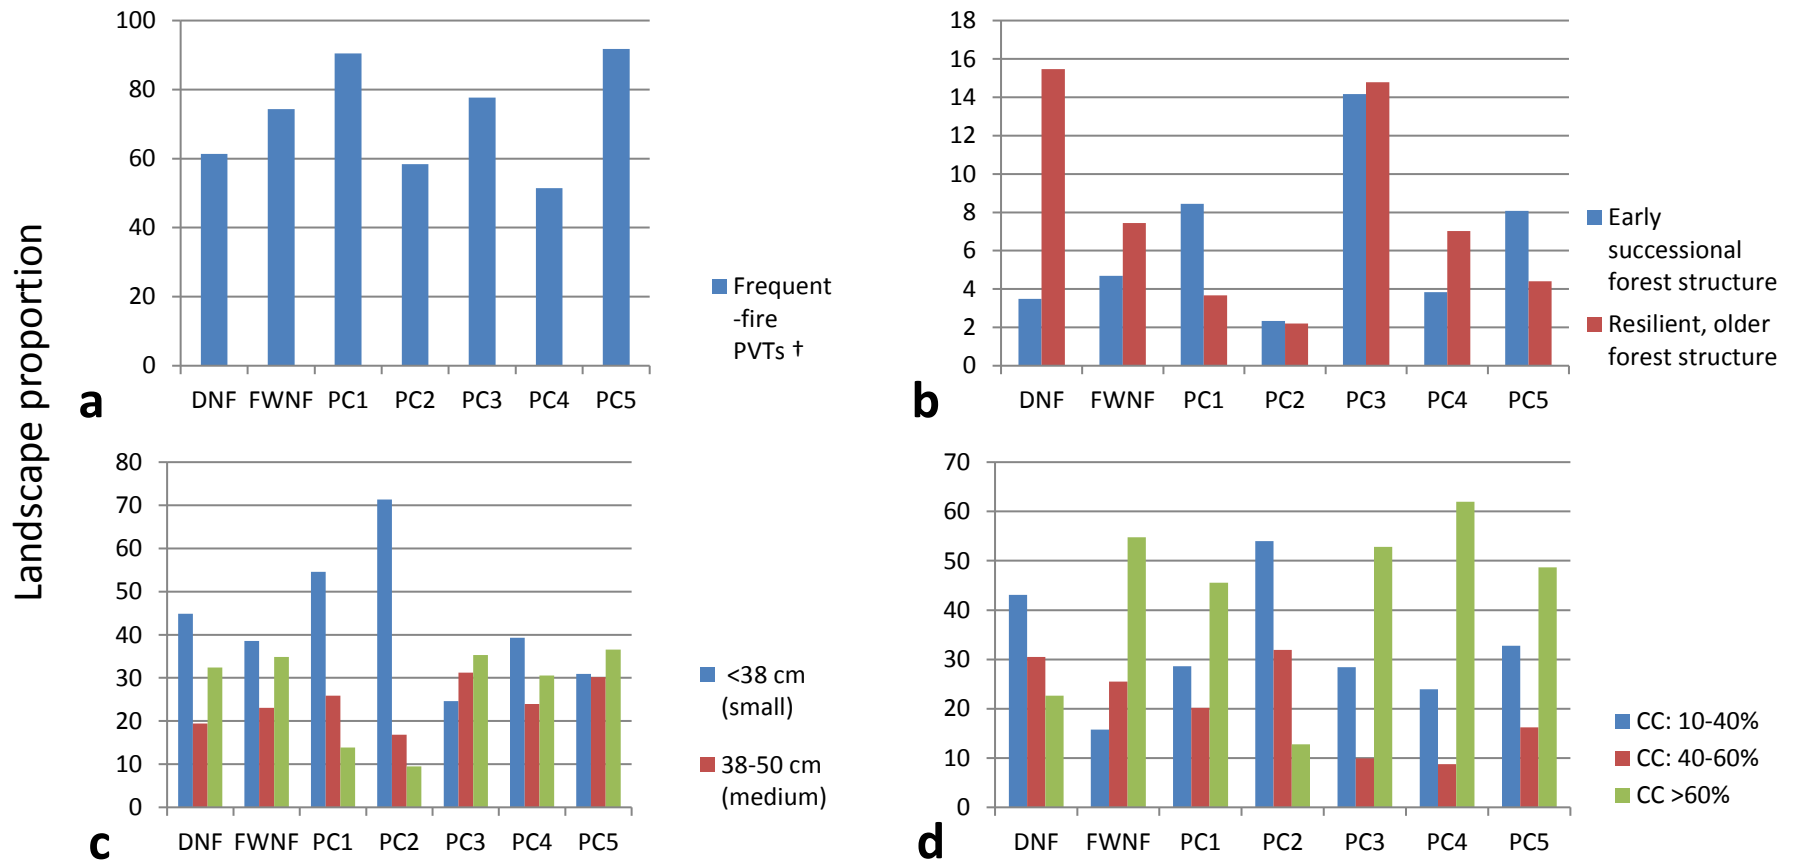 Landscape proportion
100
80
60
40
20
0
DNF FWNF PC1 PC2 PC3 PC4 PC5
Frequent
-fire
PVTs †
a
18
16
14
12
10
8
6
4
2
0
DNF FWNF PC1 PC2 PC3 PC4 PC5
Early
successional
forest structure
Resilient, older
forest structure
b
80
70
60
50
40
30
20
10
0
DNF FWNF PC1 PC2 PC3 PC4 PC5
<38 cm
(small)
38-50 cm
(medium)
c
70
60
50
40
30
20
10
0
DNF FWNF PC1 PC2 PC3 PC4 PC5
CC: 10-40%
CC: 40-60%
CC >60%
d